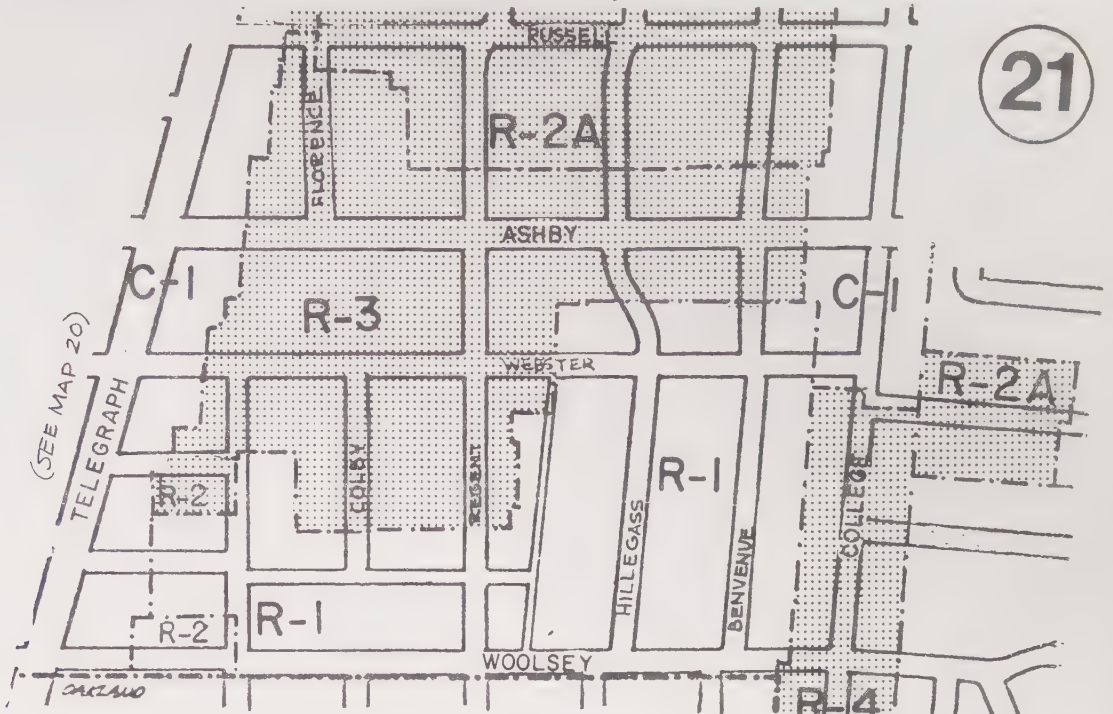 21
RUSSELL
FLORENCE
R-2A
ASHBY
C-1
R-3
C-1
(SEE MAP 20)
TELEGRAPH
WEBSTER
R-2A
R-2
COLBY
REGENT
R-1
COLLEGE
HILLEGASS
BENVENUE
R-2
R-1
WOOLSEY
OAKLAND
R-4